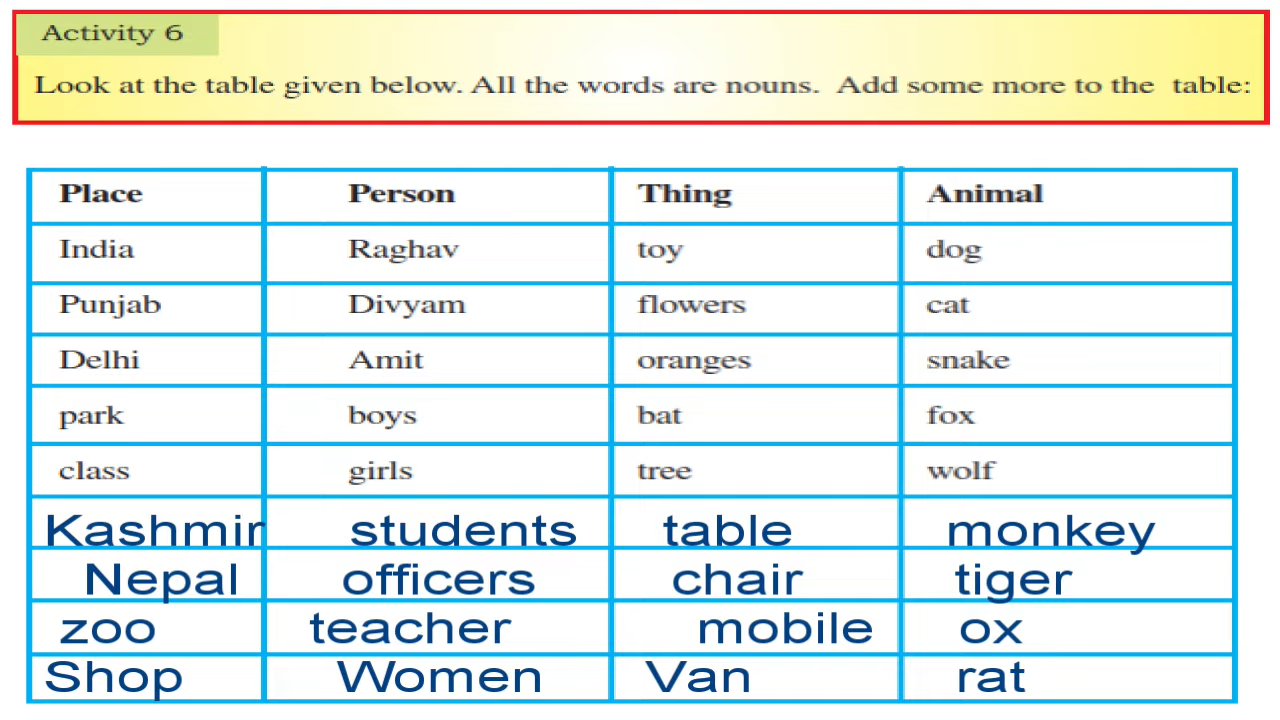 Activity 6
Look at the table given below. All the words are nouns. Add some more to the table:
Place Person Thing Animal
India Raghav toy dog
Punjab Divyam flowers cat
Delhi Amit oranges snake
park boys bat fox
class girls tree wolf
Kashmir students table monkey
Nepal officers chair tiger
zoo teacher mobile ox
Shop Women Van rat